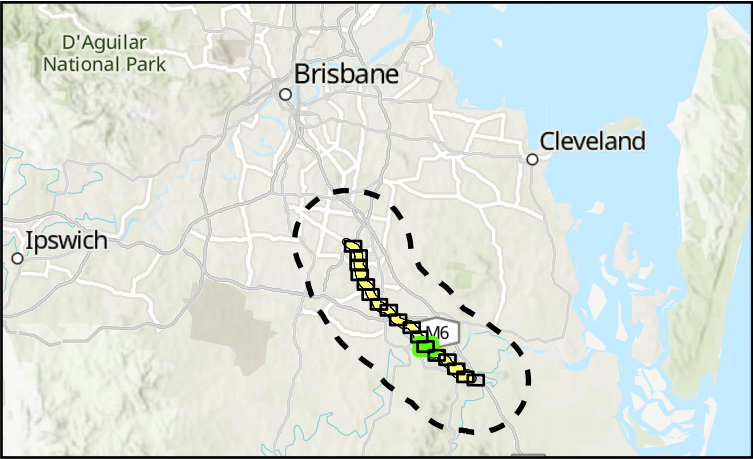 D'Aguilar
National Park
Brisbane
Cleveland
Ipswich
M6